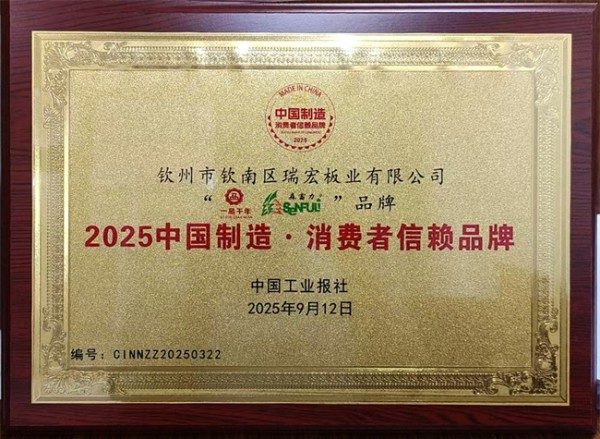 MADE IN CHINA
中国制造
消费者信赖品牌
2025
钦州市钦南区瑞宏板业有限公司
“一品千年 森富力 SENFULI”品牌
2025中国制造·消费者信赖品牌
中国工业报社
2025年9月12日
编号：CINNZZ20250322